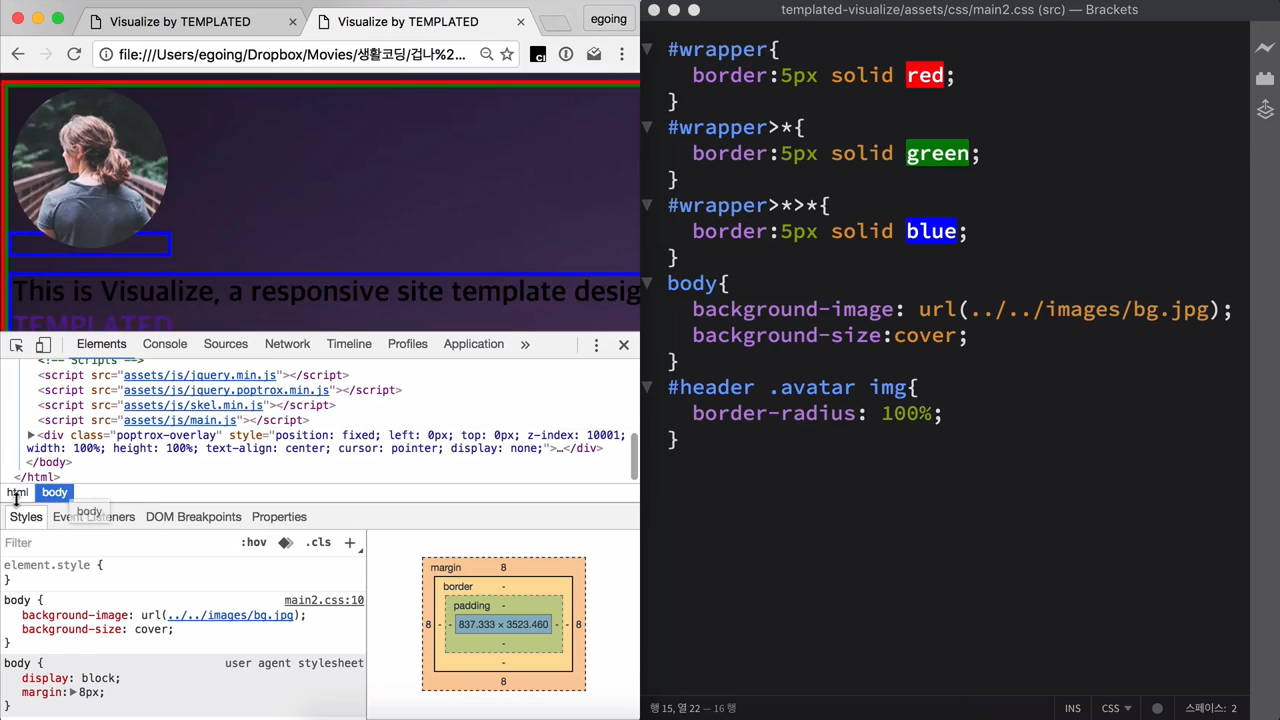 Visualize by TEMPLATED
Visualize by TEMPLATED
egoing
file:///Users/egoing/Dropbox/Movies/생활코딩/겁나%2...
This is Visualize, a responsive site template desig
TEMPLATED
Elements
Console
Sources
Network
Timeline
Profiles
Application
»
<!-- Scripts -->
<script src="assets/js/jquery.min.js"></script>
<script src="assets/js/jquery.poptrox.min.js"></script>
<script src="assets/js/skel.min.js"></script>
<script src="assets/js/main.js"></script>
▶<div class="poptrox-overlay" style="position: fixed; left: 0px; top: 0px; z-index: 10001;
width: 100%; height: 100%; text-align: center; cursor: pointer; display: none;">…</div>
</body>
</html>
html
body
body
Styles
Event Listeners
DOM Breakpoints
Properties
Filter
:hov
.cls
+
element.style {
}
body {
main2.css:10
background-image: url(../../images/bg.jpg);
background-size: cover;
}
body {
user agent stylesheet
display: block;
margin:▶8px;
}
margin
8
border
-
padding
-
8
-
-
837.333 × 3523.460
-
-
8
-
-
8
templated-visualize/assets/css/main2.css (src) — Brackets
#wrapper{
border:5px solid red;
}
#wrapper>*{
border:5px solid green;
}
#wrapper>*>*{
border:5px solid blue;
}
body{
background-image: url(../../images/bg.jpg);
background-size:cover;
}
#header .avatar img{
border-radius: 100%;
}
행 15, 열 22 — 16 행
INS
CSS
스페이스: 2